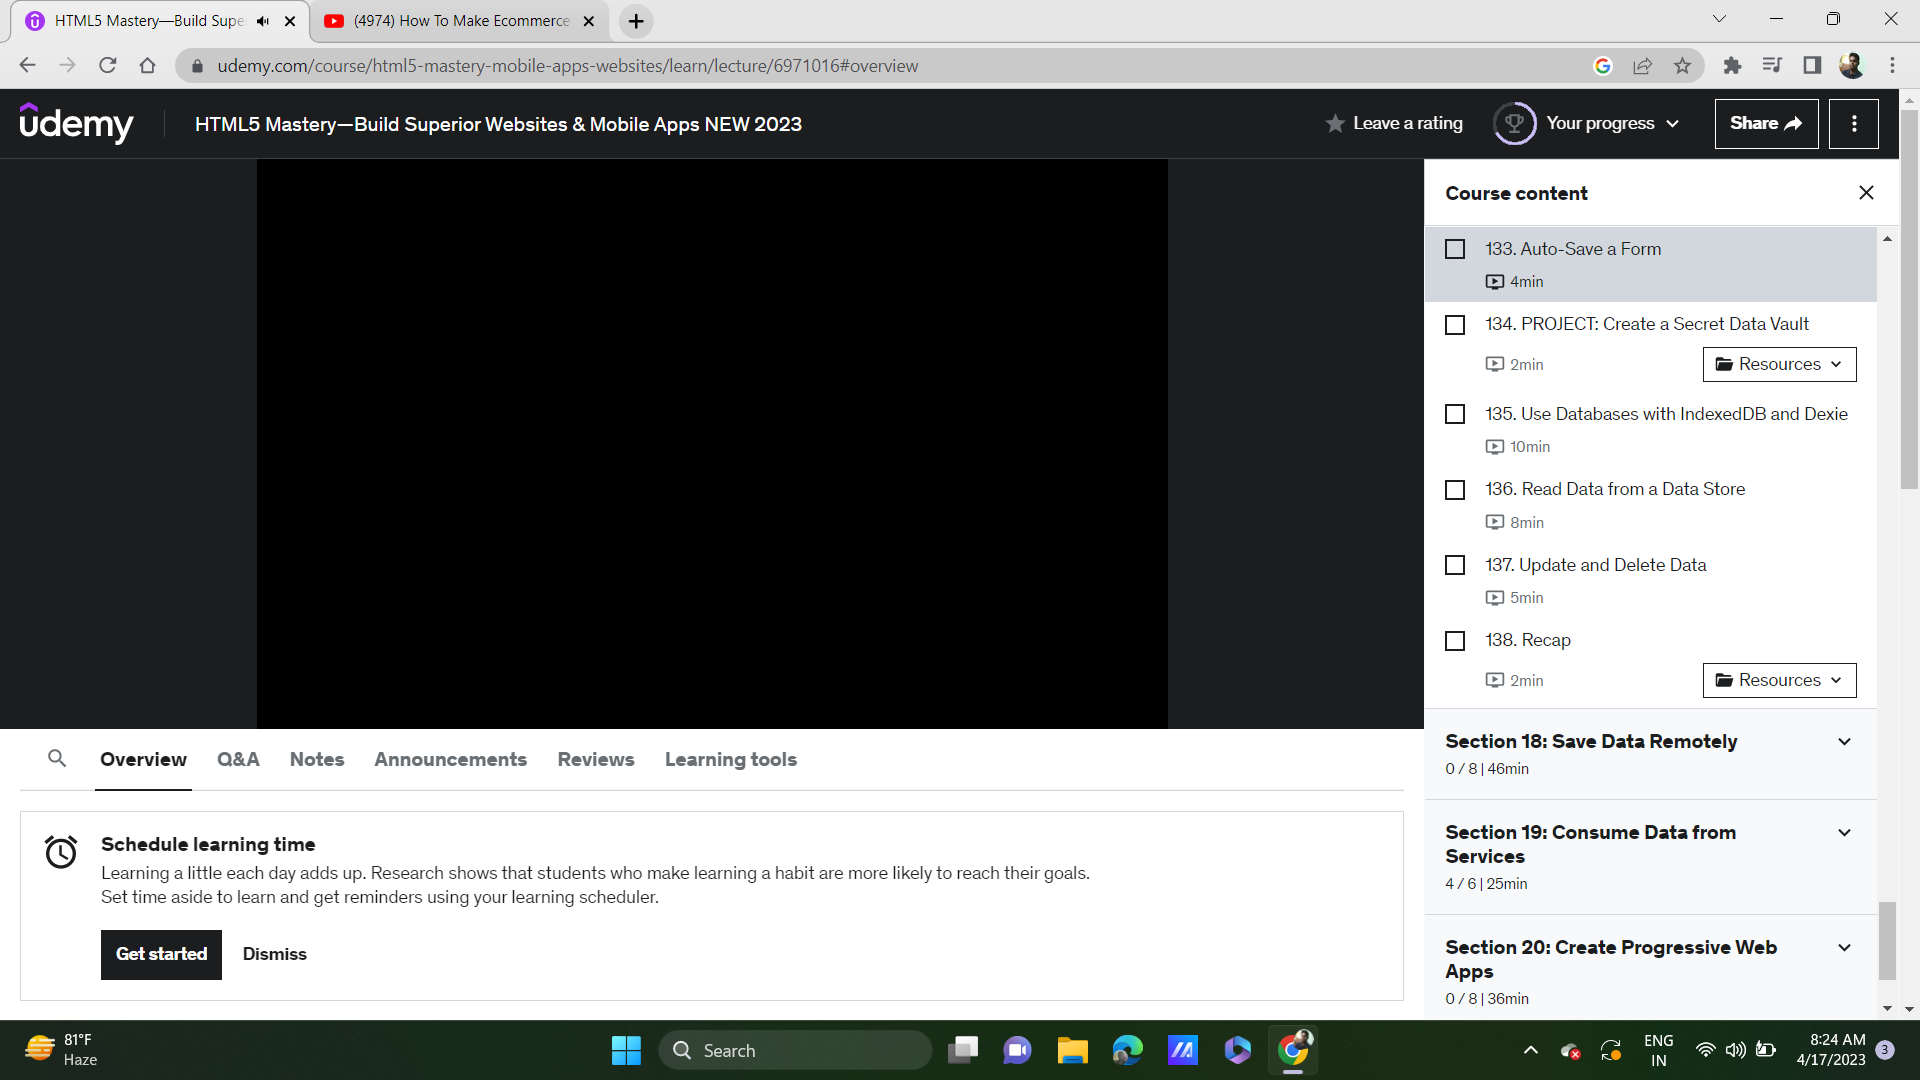 HTML5 Mastery—Build Supe
(4974) How To Make Ecommerce
udemy.com/course/html5-mastery-mobile-apps-websites/learn/lecture/6971016#overview
udemy
HTML5 Mastery—Build Superior Websites & Mobile Apps NEW 2023
Leave a rating
Your progress
Share
Course content
133. Auto-Save a Form
4min
134. PROJECT: Create a Secret Data Vault
2min
Resources
135. Use Databases with IndexedDB and Dexie
10min
136. Read Data from a Data Store
8min
137. Update and Delete Data
5min
138. Recap
2min
Resources
Section 18: Save Data Remotely
0 / 8 | 46min
Section 19: Consume Data from
Services
4 / 6 | 25min
Section 20: Create Progressive Web
Apps
0 / 8 | 36min
Overview
Q&A
Notes
Announcements
Reviews
Learning tools
Schedule learning time
Learning a little each day adds up. Research shows that students who make learning a habit are more likely to reach their goals.
Set time aside to learn and get reminders using your learning scheduler.
Get started
Dismiss
81°F
Haze
Search
ENG
IN
8:24 AM
4/17/2023
3